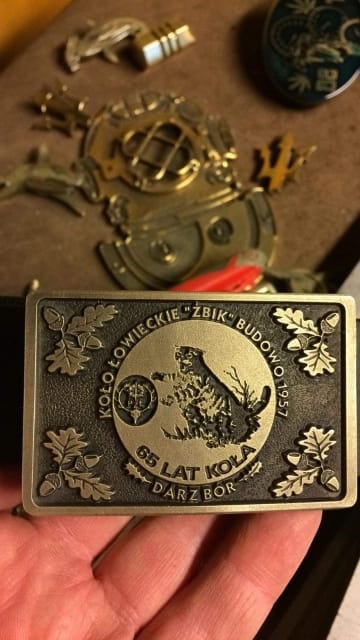 KOŁO ŁOWIECKIE "ŻBIK" BUDOWO 1957
65 LAT KOŁA
DARZ BÓR